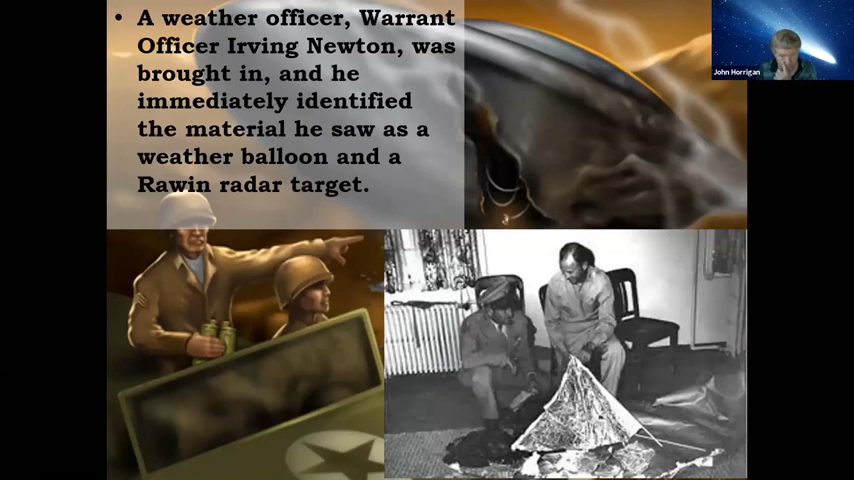 • A weather officer, Warrant
Officer Irving Newton, was
brought in, and he
immediately identified
the material he saw as a
weather balloon and a
Rawin radar target.
John Horrigan